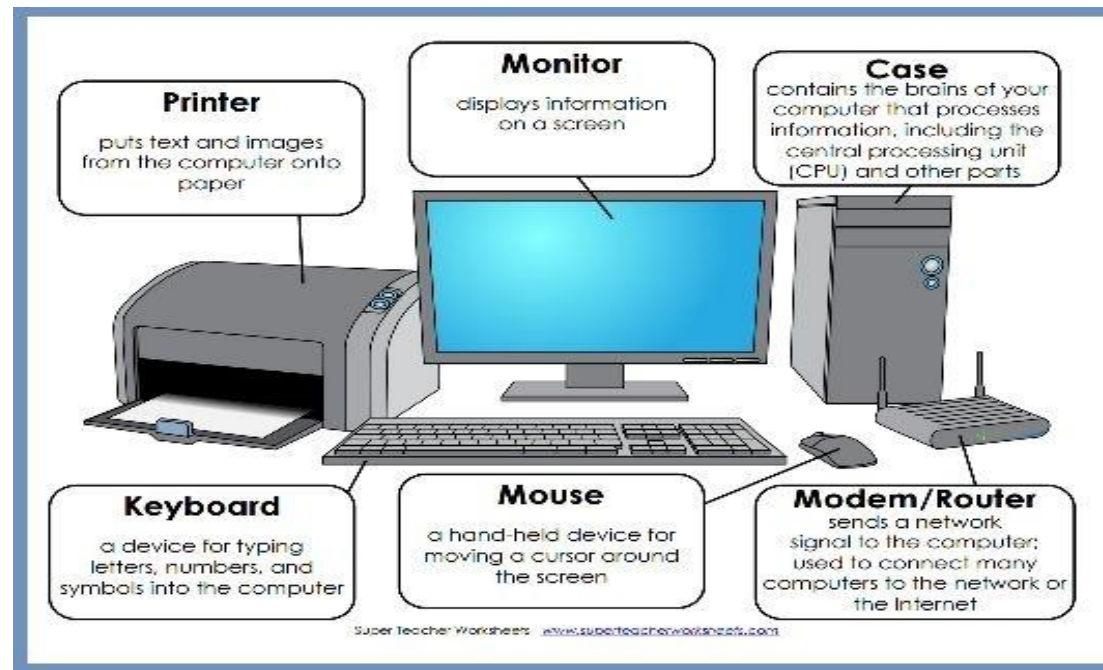 Printer
puts text and images
from the computer onto
paper
Monitor
displays information
on a screen
Case
contains the brains of your
computer that processes
information, including the
central processing unit
(CPU) and other parts
Keyboard
a device for typing
letters, numbers, and
symbols into the computer
Mouse
a hand-held device for
moving a cursor around
the screen
Modem/Router
sends a network
signal to the computer;
used to connect many
computers to the network or
the Internet
Super Teacher Worksheets www.superteacherworksheets.com